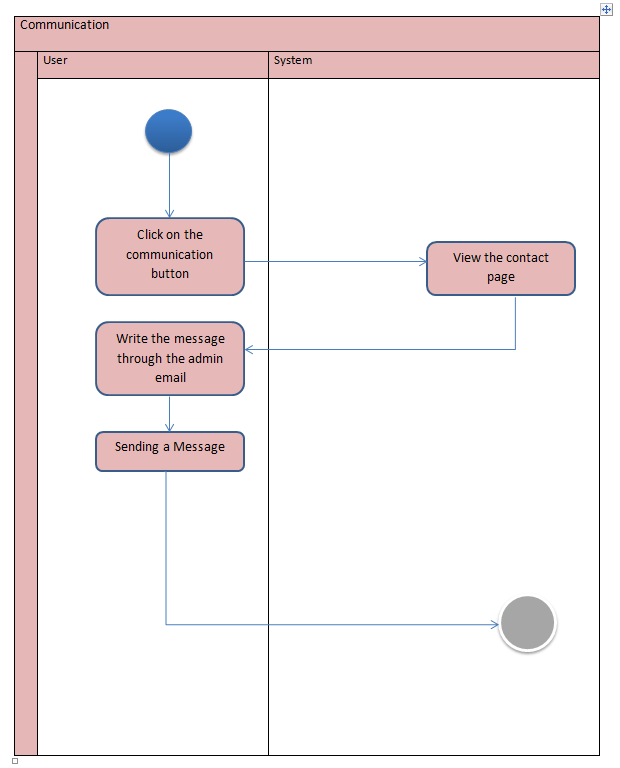 Communication
User
System
Click on the
communication
button
View the contact
page
Write the message
through the admin
email
Sending a Message